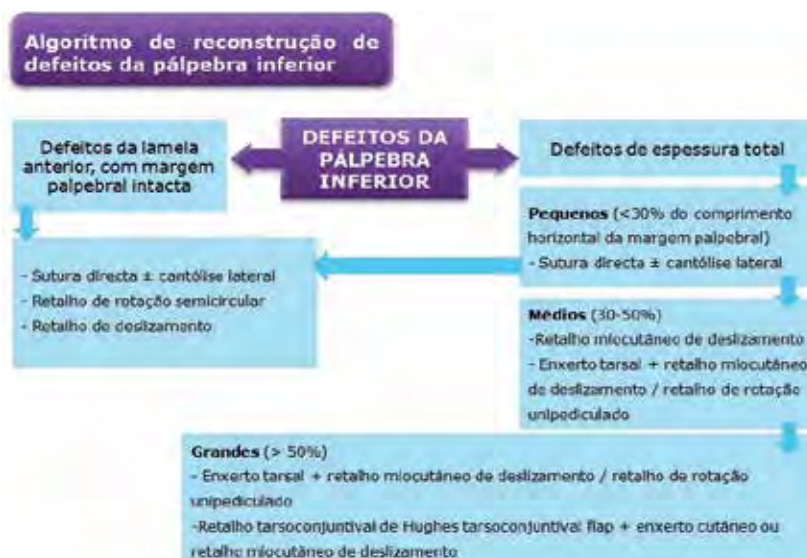 Algoritmo de reconstrução de
defeitos da pálpebra inferior
DEFEITOS DA
PÁLPEBRA
INFERIOR
Defeitos da lamela
anterior, com margem
palpebral intacta
- Sutura directa ± cantólise lateral
- Retalho de rotação semicircular
- Retalho de deslizamento
Defeitos de espessura total
Pequenos (<30% do comprimento
horizontal da margem palpebral)
- Sutura directa ± cantólise lateral
Médios (30-50%)
-Retalho miocutâneo de deslizamento
- Enxerto tarsal + retalho miocutâneo
de deslizamento / retalho de rotação
unipediculado
Grandes (> 50%)
- Enxerto tarsal + retalho miocutâneo de deslizamento / retalho de rotação
unipediculado
-Retalho tarsoconjuntival de Hughes tarsoconjuntival flap + enxerto cutâneo ou
retalho miocutâneo de deslizamento